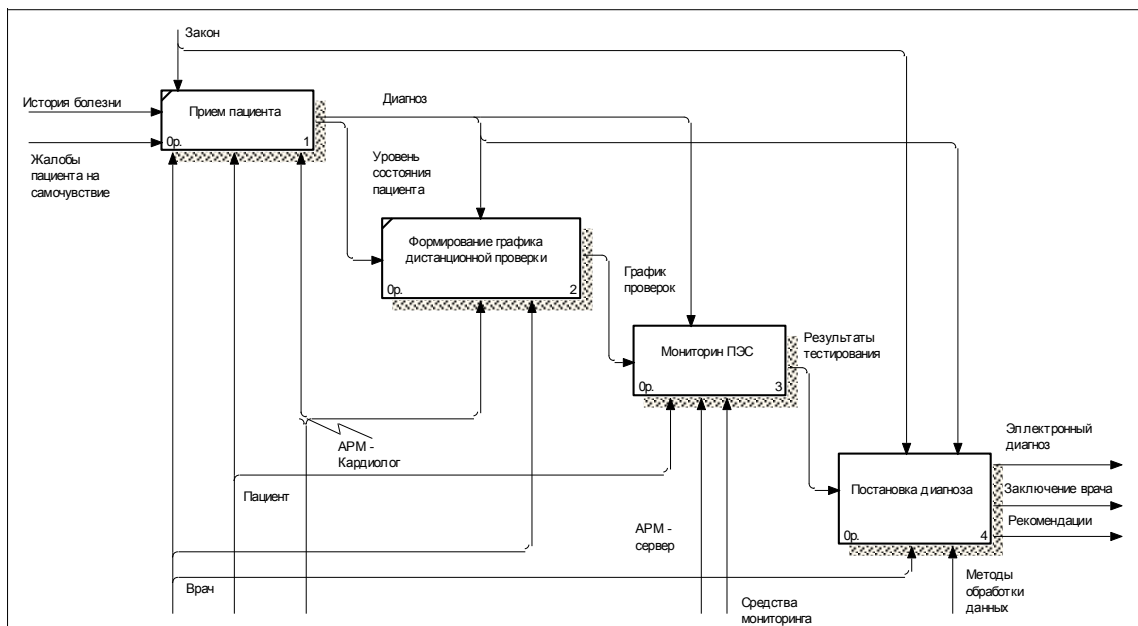 Закон
История болезни
Прием пациента
Диагноз
0р.
1
Жалобы
пациента на
самочувствие
Уровень
состояния
пациента
Формирование графика
дистанционной проверки
0р.
2
График
проверок
Мониторин ПЭС
Результаты
тестирования
0р.
3
АРМ -
Кардиолог
Эллектронный
диагноз
Пациент
Постановка диагноза
Заключение врача
Рекомендации
АРМ -
сервер
0р.
4
Врач
Средства
мониторинга
Методы
обработки
данных